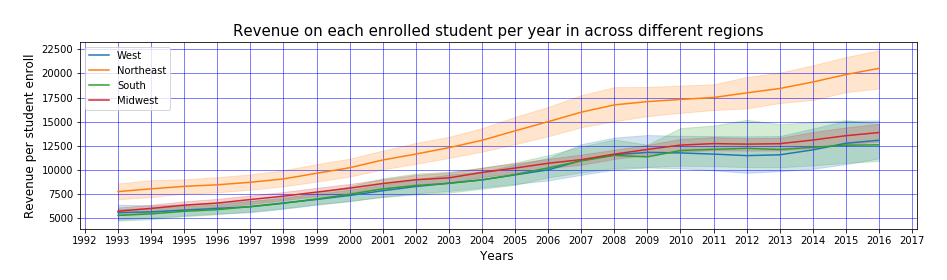 Revenue on each enrolled student per year in across different regions
Revenue per student enroll
22500
20000
17500
15000
12500
10000
7500
5000
West
Northeast
South
Midwest
1992 1993 1994 1995 1996 1997 1998 1999 2000 2001 2002 2003 2004 2005 2006 2007 2008 2009 2010 2011 2012 2013 2014 2015 2016 2017
Years